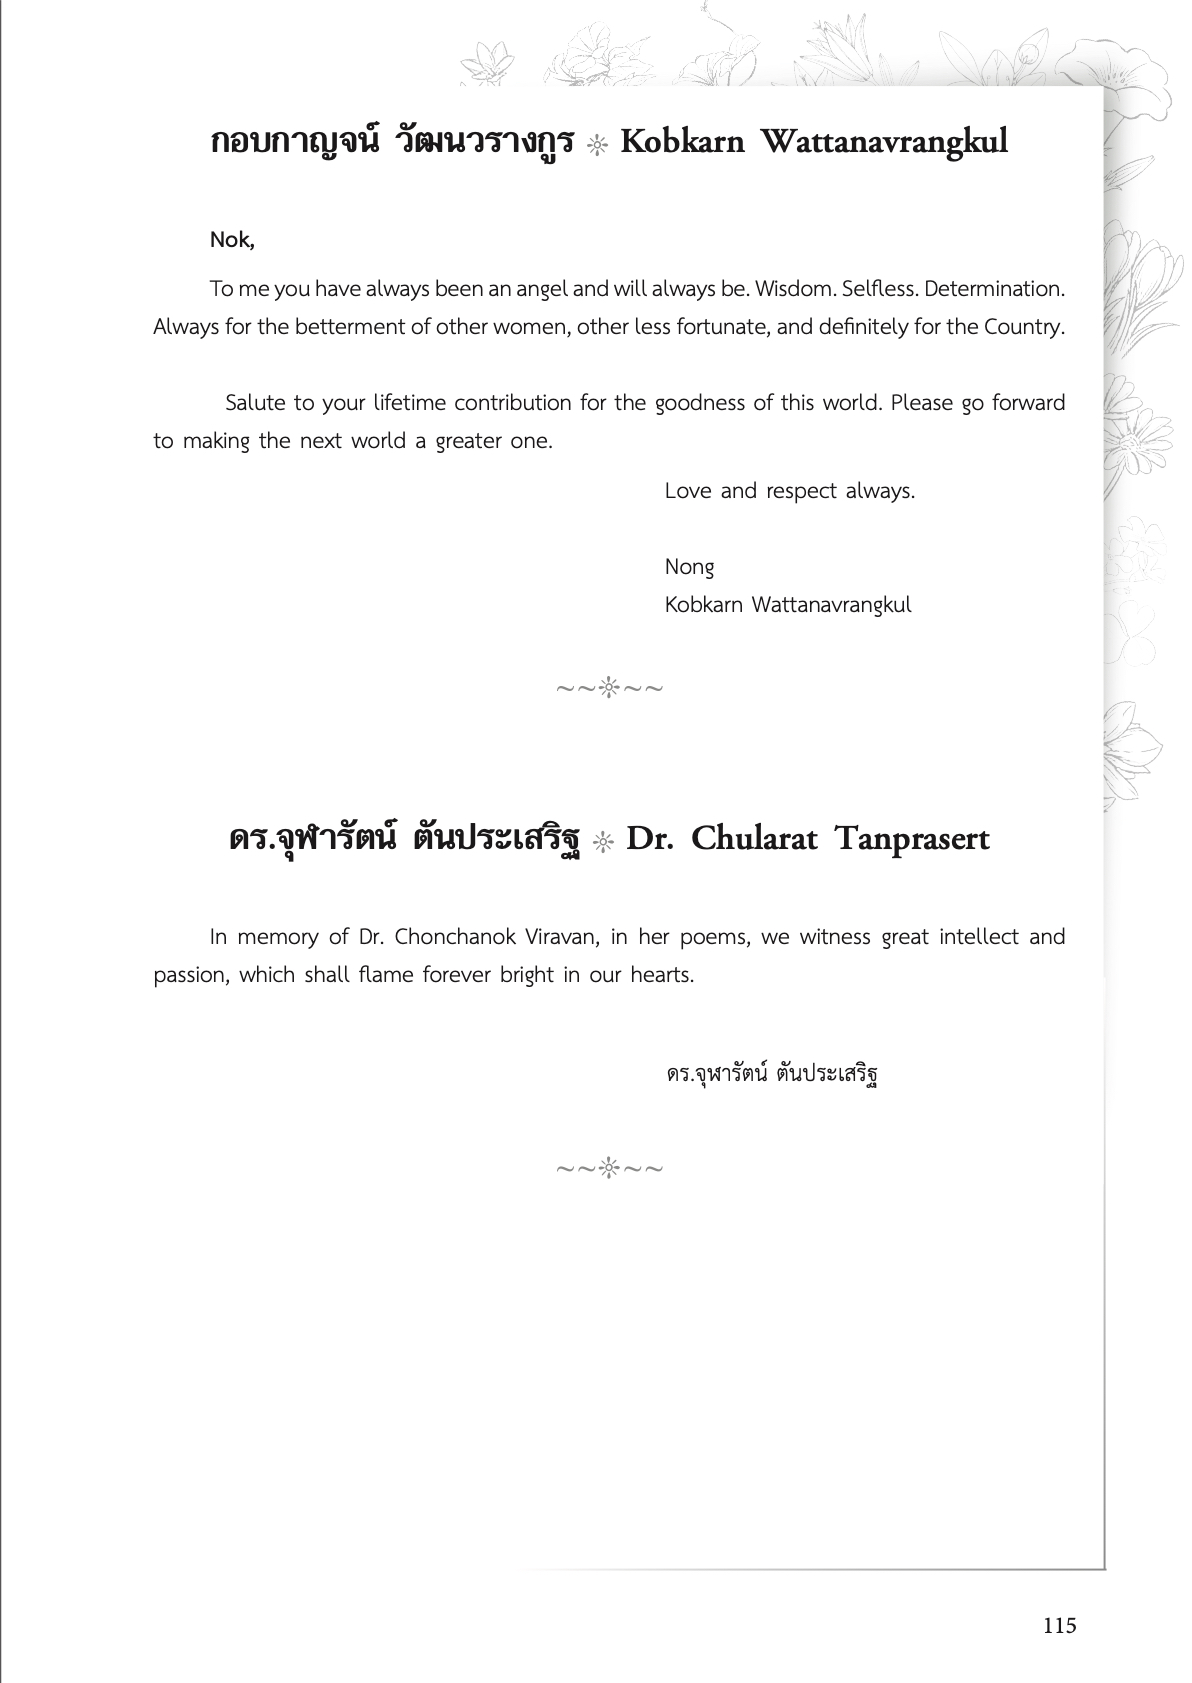 กอบกาญจน์ วัฒนวรางกูร ❊ Kobkarn Wattanavrangkul
Nok,
To me you have always been an angel and will always be. Wisdom. Selfless. Determination.
Always for the betterment of other women, other less fortunate, and definitely for the Country.
Salute to your lifetime contribution for the goodness of this world. Please go forward
to making the next world a greater one.
Love and respect always.
Nong
Kobkarn Wattanavrangkul
~~❊~~
ดร.จุฬารัตน์ ตันประเสริฐ ❊ Dr. Chularat Tanprasert
In memory of Dr. Chonchanok Viravan, in her poems, we witness great intellect and
passion, which shall flame forever bright in our hearts.
ดร.จุฬารัตน์ ตันประเสริฐ
~~❊~~
115